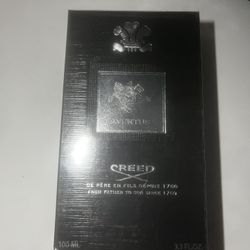 AVENTUS
CREED
DE PÈRE EN FILS DEPUIS 1760
FROM FATHER TO SON SINCE 1760
100 ML
3.3 FL.OZ.